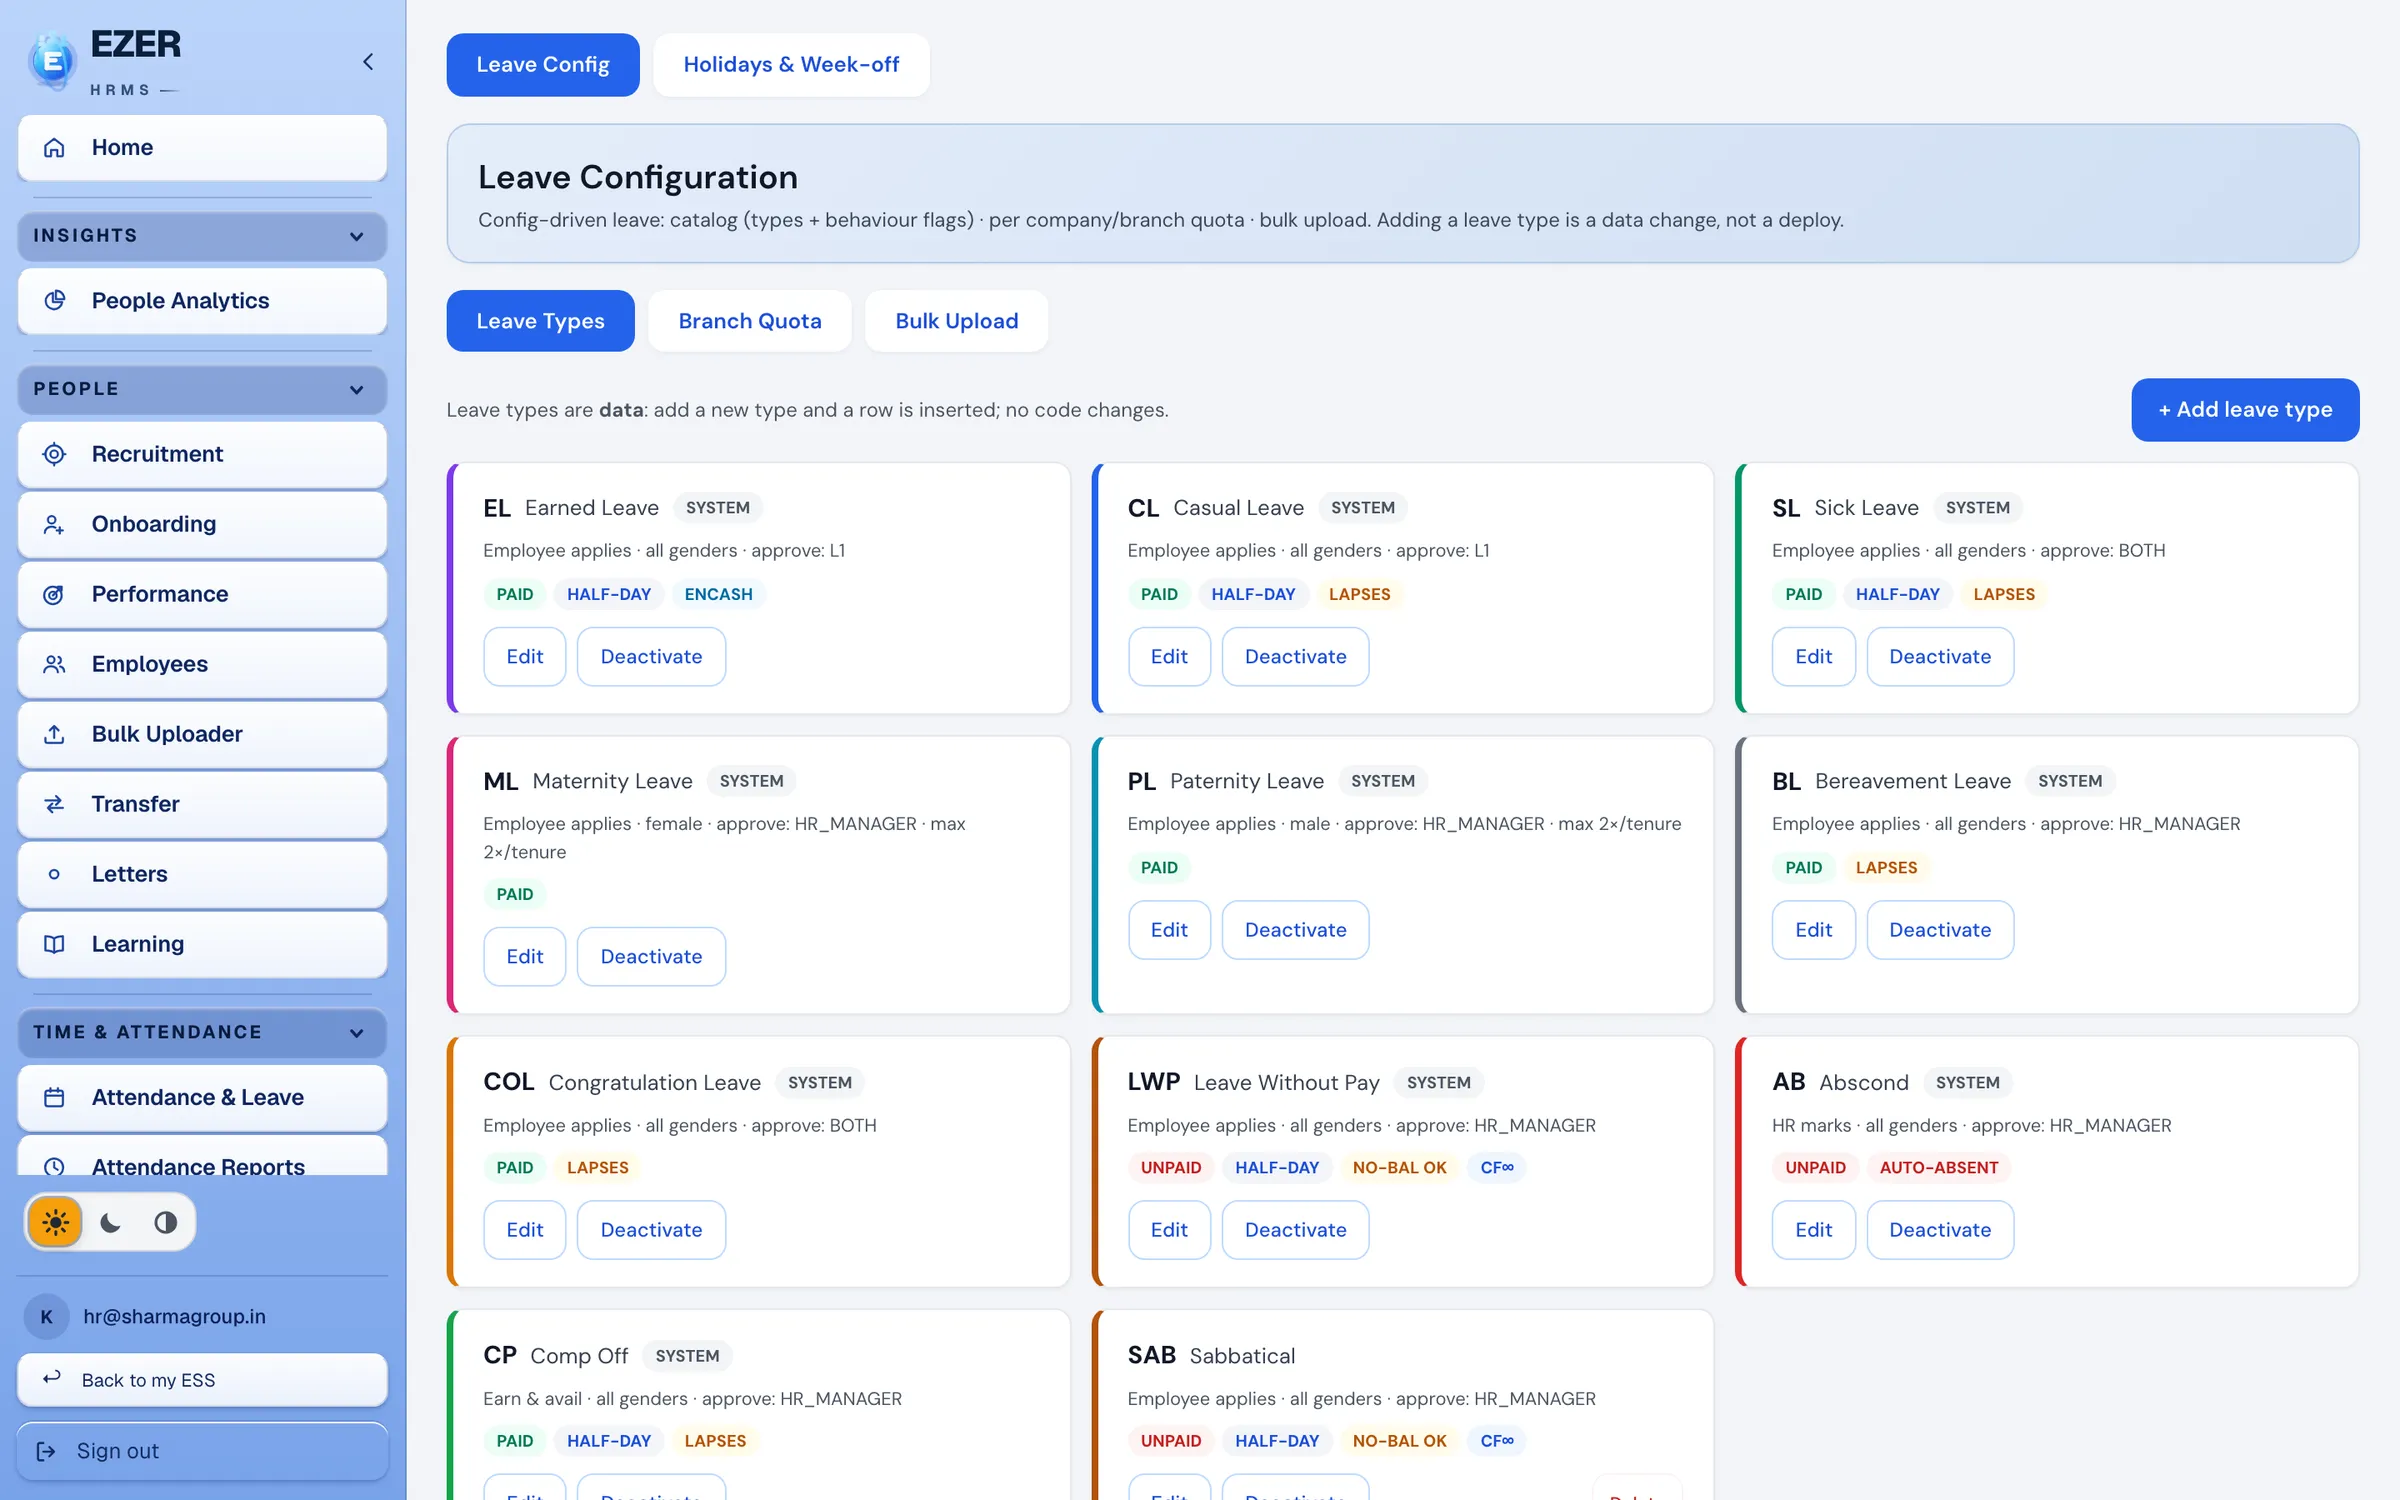 EZER
HRMS
Home
INSIGHTS
People Analytics
PEOPLE
Recruitment
Onboarding
Performance
Employees
Bulk Uploader
Transfer
Letters
Learning
TIME & ATTENDANCE
Attendance & Leave
Attendance Reports
K hr@sharmagroup.in
Back to my ESS
Sign out
Leave Config Holidays & Week-off
Leave Configuration
Config-driven leave: catalog (types + behaviour flags) · per company/branch quota · bulk upload. Adding a leave type is a data change, not a deploy.
Leave Types Branch Quota Bulk Upload
Leave types are data: add a new type and a row is inserted; no code changes.
+ Add leave type
EL Earned Leave SYSTEM
Employee applies · all genders · approve: L1
PAID HALF-DAY ENCASH
Edit Deactivate
CL Casual Leave SYSTEM
Employee applies · all genders · approve: L1
PAID HALF-DAY LAPSES
Edit Deactivate
SL Sick Leave SYSTEM
Employee applies · all genders · approve: BOTH
PAID HALF-DAY LAPSES
Edit Deactivate
ML Maternity Leave SYSTEM
Employee applies · female · approve: HR_MANAGER · max
2×/tenure
PAID
Edit Deactivate
PL Paternity Leave SYSTEM
Employee applies · male · approve: HR_MANAGER · max 2×/tenure
PAID
Edit Deactivate
BL Bereavement Leave SYSTEM
Employee applies · all genders · approve: HR_MANAGER
PAID LAPSES
Edit Deactivate
COL Congratulation Leave SYSTEM
Employee applies · all genders · approve: BOTH
PAID LAPSES
Edit Deactivate
LWP Leave Without Pay SYSTEM
Employee applies · all genders · approve: HR_MANAGER
UNPAID HALF-DAY NO-BAL OK CF∞
Edit Deactivate
AB Abscond SYSTEM
HR marks · all genders · approve: HR_MANAGER
UNPAID AUTO-ABSENT
Edit Deactivate
CP Comp Off SYSTEM
Earn & avail · all genders · approve: HR_MANAGER
PAID HALF-DAY LAPSES
Edit Deactivate
SAB Sabbatical
Employee applies · all genders · approve: HR_MANAGER
UNPAID HALF-DAY NO-BAL OK CF∞
Edit Deactivate Delete